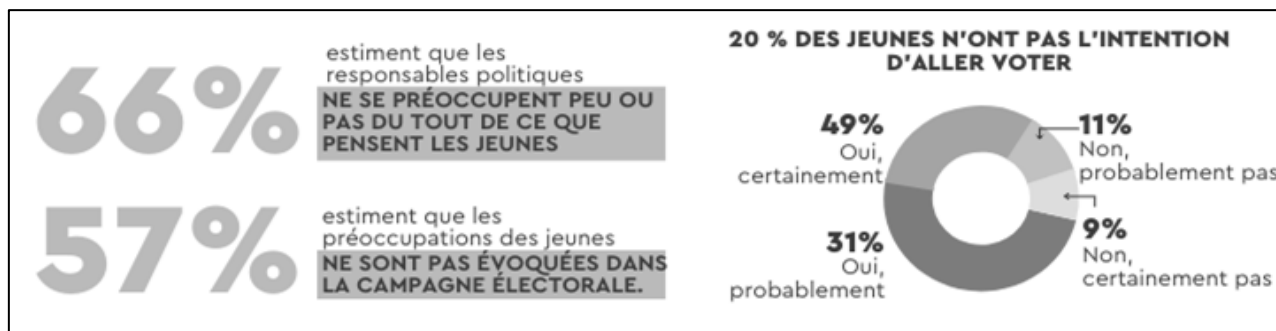 66%
estiment que les
responsables politiques
NE SE PRÉOCCUPENT PEU OU
PAS DU TOUT DE CE QUE
PENSENT LES JEUNES
57%
estiment que les
préoccupations des jeunes
NE SONT PAS ÉVOQUÉES DANS
LA CAMPAGNE ÉLECTORALE.
20 % DES JEUNES N'ONT PAS L'INTENTION
D'ALLER VOTER
49%
Oui,
certainement
11%
Non,
probablement pas
31%
Oui,
probablement
9%
Non,
certainement pas